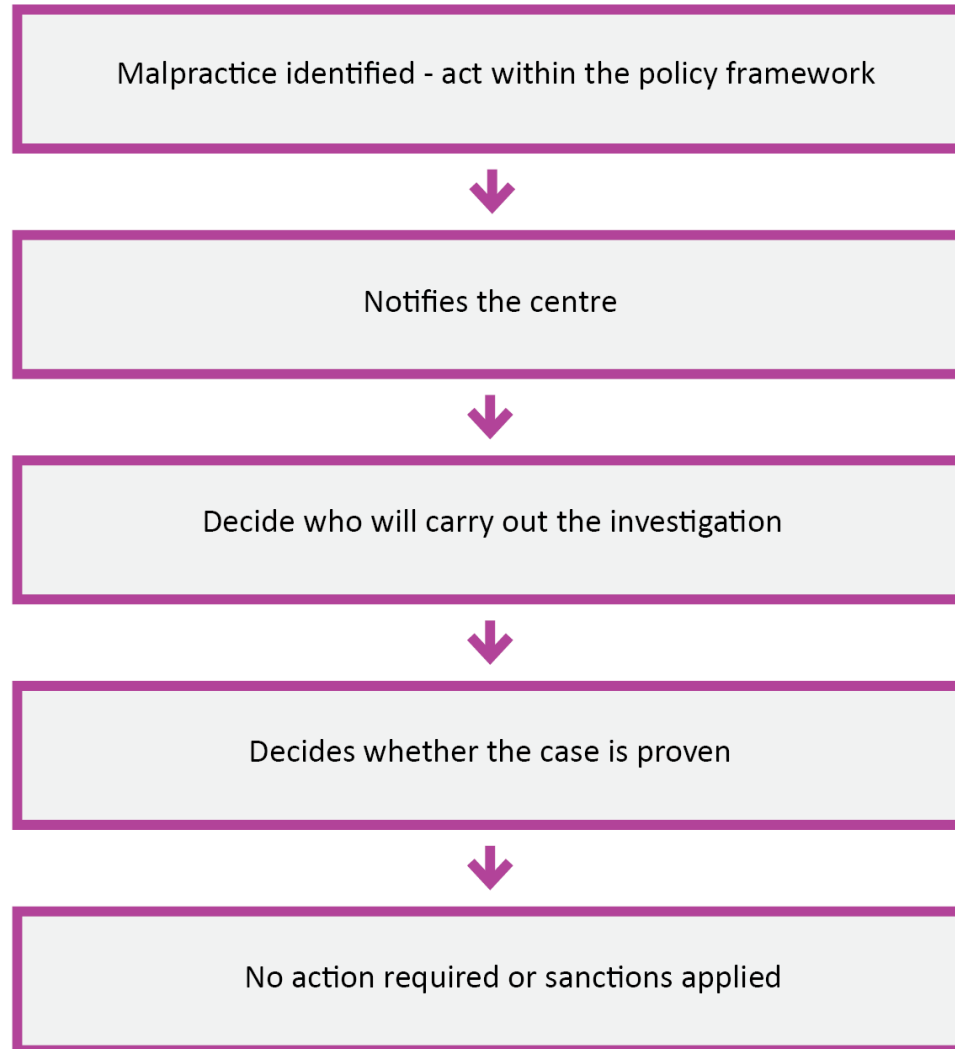 Malpractice identified - act within the policy framework
Notifies the centre
Decide who will carry out the investigation
Decides whether the case is proven
No action required or sanctions applied